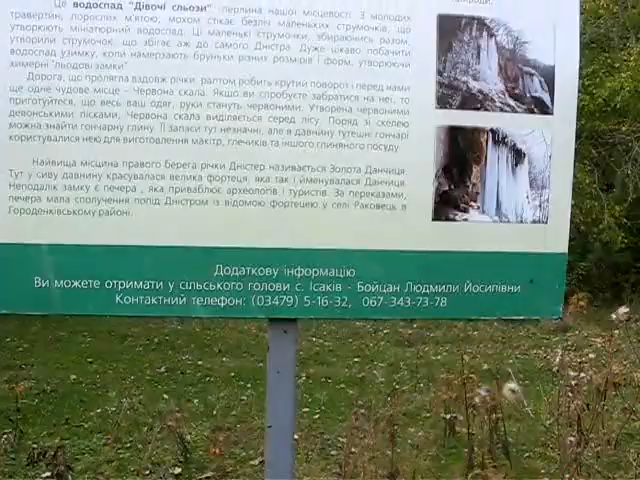 природи.
Це водоспад "Дівочі сльози" - перлина нашої місцевості. З молодих
травертин, порослих м'ятою, мохом стікає безліч маленьких струмочків, що
утворюють мініатюрний водоспад. Ці маленькі струмочки, збираючись разом,
утворили струмочок, що збігає аж до самого Дністра. Дуже цікаво побачити
водоспад узимку, коли намерзають бруньки різних розмірів і форм, утворюючи
химерні "льодові замки".
Дорога, що пролягла вздовж річки, раптом робить крутий поворот і перед нами
ще одне чудове місце - Червона скала. Якщо ви спробуєте забратися на неї, то
приготуйтеся, що весь ваш одяг, руки стануть червоними. Утворена червоними
девонськими пісками, Червона скала виділяється серед лісу. Поряд зі скелею
можна знайти гончарну глину. Її запаси тут незначні, але в давнину тутешні гончарі
користувалися нею для виготовлення макітр, глечиків та іншого глиняного посуду.
Найвища місцина правого берега річки Дністер називається Золота Данчиця.
Тут у сиву давнину красувалася велика фортеця, яка так і йменувалася Данчиця.
Неподалік замку є печера , яка приваблює археологів і туристів. За переказами,
печера мала сполучення попід Дністром із відомою фортецею у селі Раковець в
Городенківському районі.
Додаткову інформацію
Ви можете отримати у сільського голови с. Ісаків - Бойцан Людмили Йосипівни
Контактний телефон: (03479) 5-16-32, 067-343-73-78